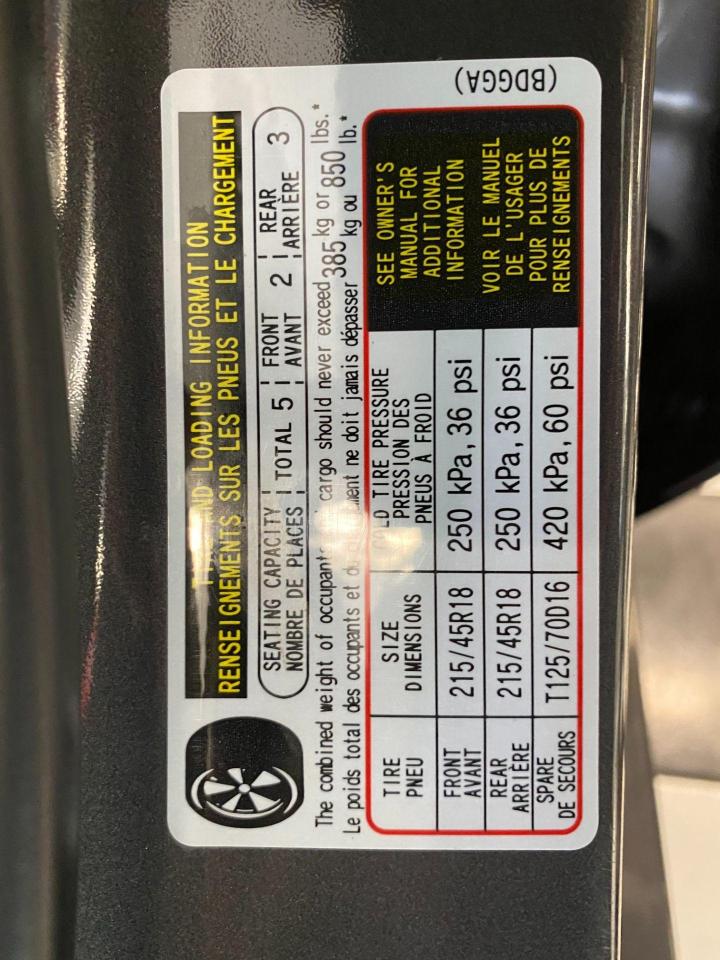 AND LOADING INFORMATION
RENSEIGNEMENTS SUR LES PNEUS ET LE CHARGEMENT
SEATING CAPACITY
NOMBRE DE PLACES
TOTAL 5
FRONT
AVANT
2
REAR
ARRIÈRE
3
The combined weight of occupants cargo should never exceed 385 kg or 850 lbs.*
Le poids total des occupants et du ne doit jamais dépasser kg ou lb.*
TIRE
PNEU
SIZE
DIMENSIONS
COLD TIRE PRESSURE
PRESSION DES
PNEUS À FROID
SEE OWNER'S
MANUAL FOR
ADDITIONAL
INFORMATION
VOIR LE MANUEL
DE L'USAGER
POUR PLUS DE
RENSEIGNEMENTS
FRONT
AVANT
215/45R18
250 kPa, 36 psi
REAR
ARRIÈRE
215/45R18
250 kPa, 36 psi
SPARE
DE SECOURS
T125/70D16
420 kPa, 60 psi
(BDGGA)